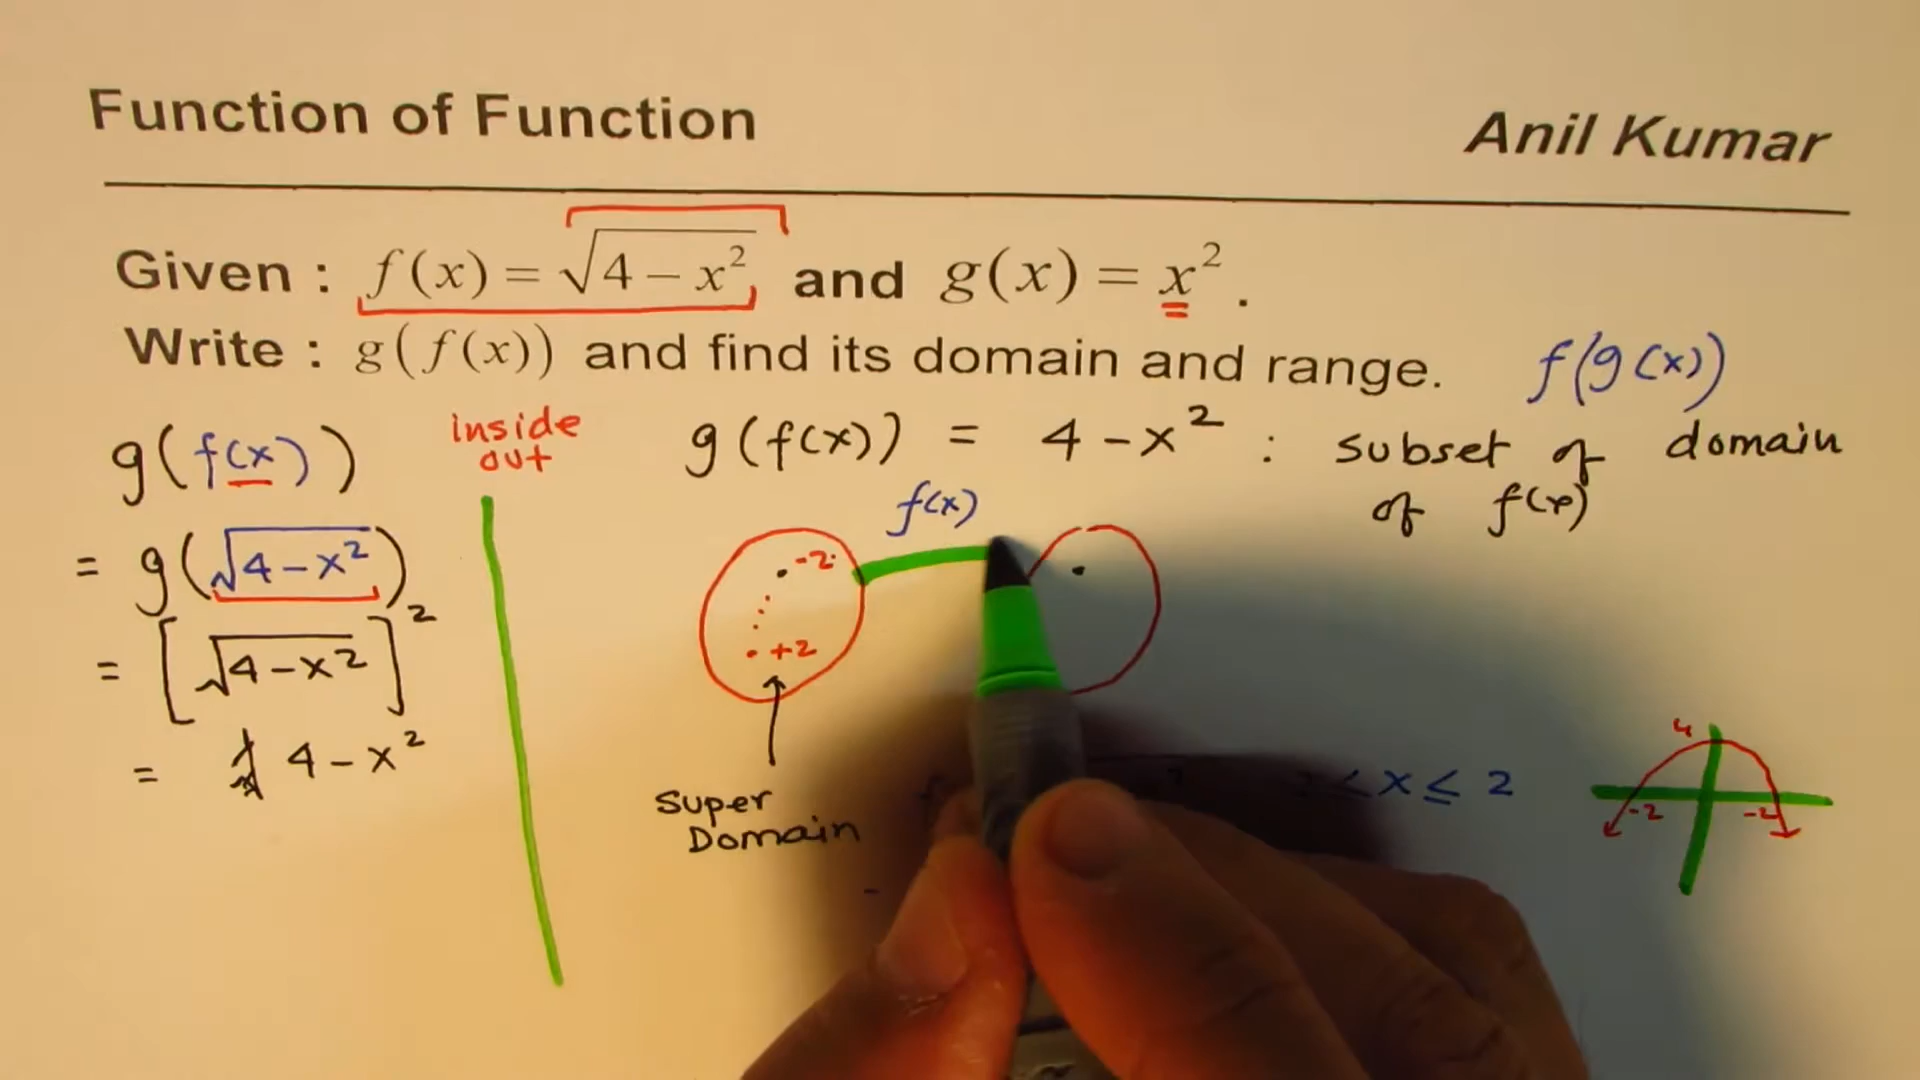 Function of Function
Anil Kumar
Given : f(x) = √4 − x² and g(x) = x² .
Write : g(f(x)) and find its domain and range.
f(g(x))
g(f(x))
inside
out
= g(√4-x²)
= [√4-x²]²
= 4-x²
g(f(x)) = 4-x² : subset of domain
of f(x)
f(x)
-2
+2
Super
Domain
< x ≤ 2
4
-2
-2